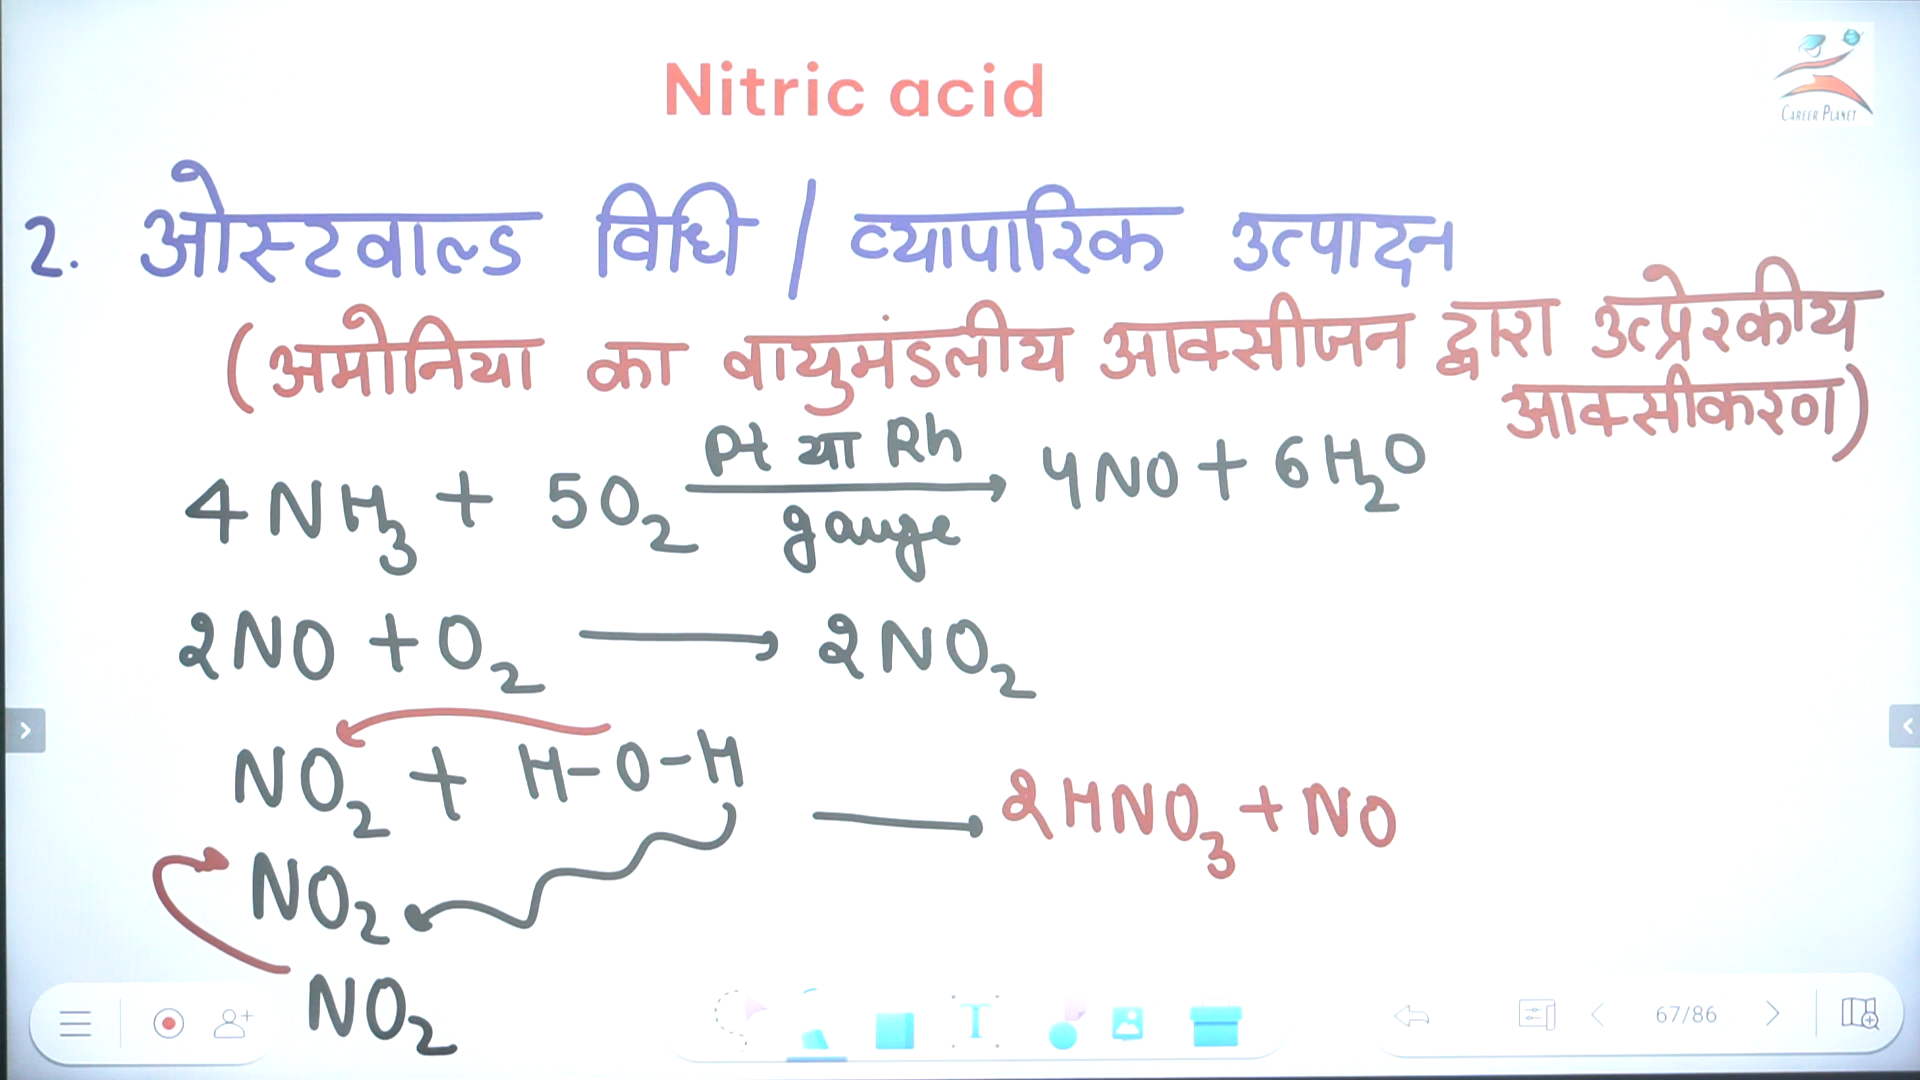 Nitric acid
CAREER PLANET
2. ओस्टवाल्ड विधि / व्यापारिक उत्पादन
(अमोनिया का वायुमंडलीय आक्सीजन द्वारा उत्प्रेरकीय
आक्सीकरण)
4NH₃ + 5O₂ Pt या Rh gauge → 4NO + 6H₂O
2NO + O₂ → 2NO₂
NO₂ + H-O-H → 2HNO₃ + NO
NO₂
NO₂
T
67/86